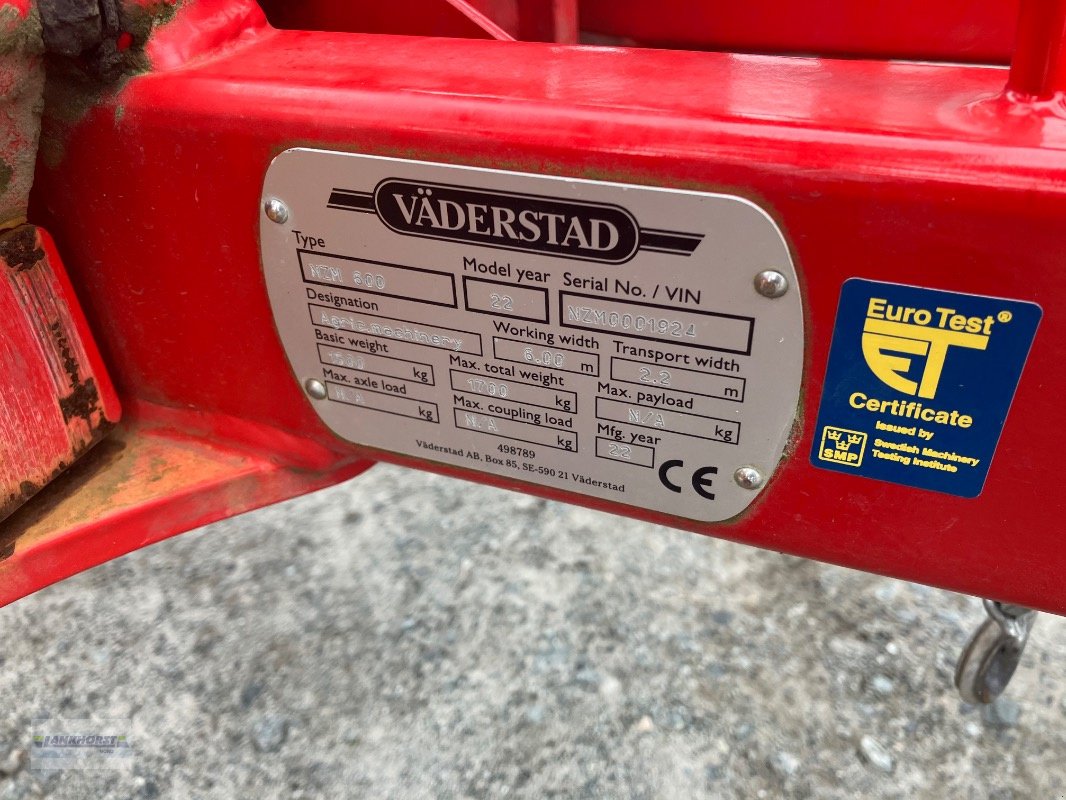 VÄDERSTAD
Type
NZM 600
Model year
22
Serial No. / VIN
NZM0001924
Designation
Agric.machinery
Working width
6.00 m
Transport width
2.2 m
Basic weight
kg
Max. total weight
1700 kg
Max. payload
N/A kg
Max. axle load
N.A kg
Max. coupling load
N.A kg
Mfg. year
22
498789
Väderstad AB, Box 85, SE-590 21 Väderstad
CE
Euro Test®
ET
Certificate
Issued by
Swedish Machinery
Testing Institute
SMP
LANKHORST